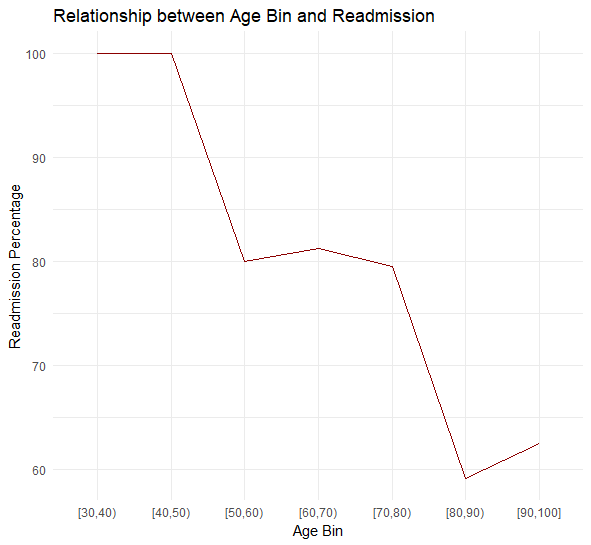 Relationship between Age Bin and Readmission
Readmission Percentage
100
90
80
70
60
[30,40) [40,50) [50,60) [60,70) [70,80) [80,90) [90,100]
Age Bin